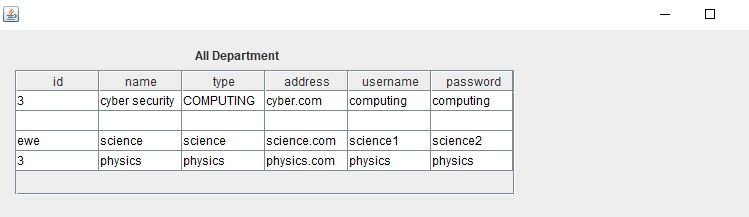 All Department
id name type address username password
3 cyber security COMPUTING cyber.com computing computing
ewe science science science.com science1 science2
3 physics physics physics.com physics physics